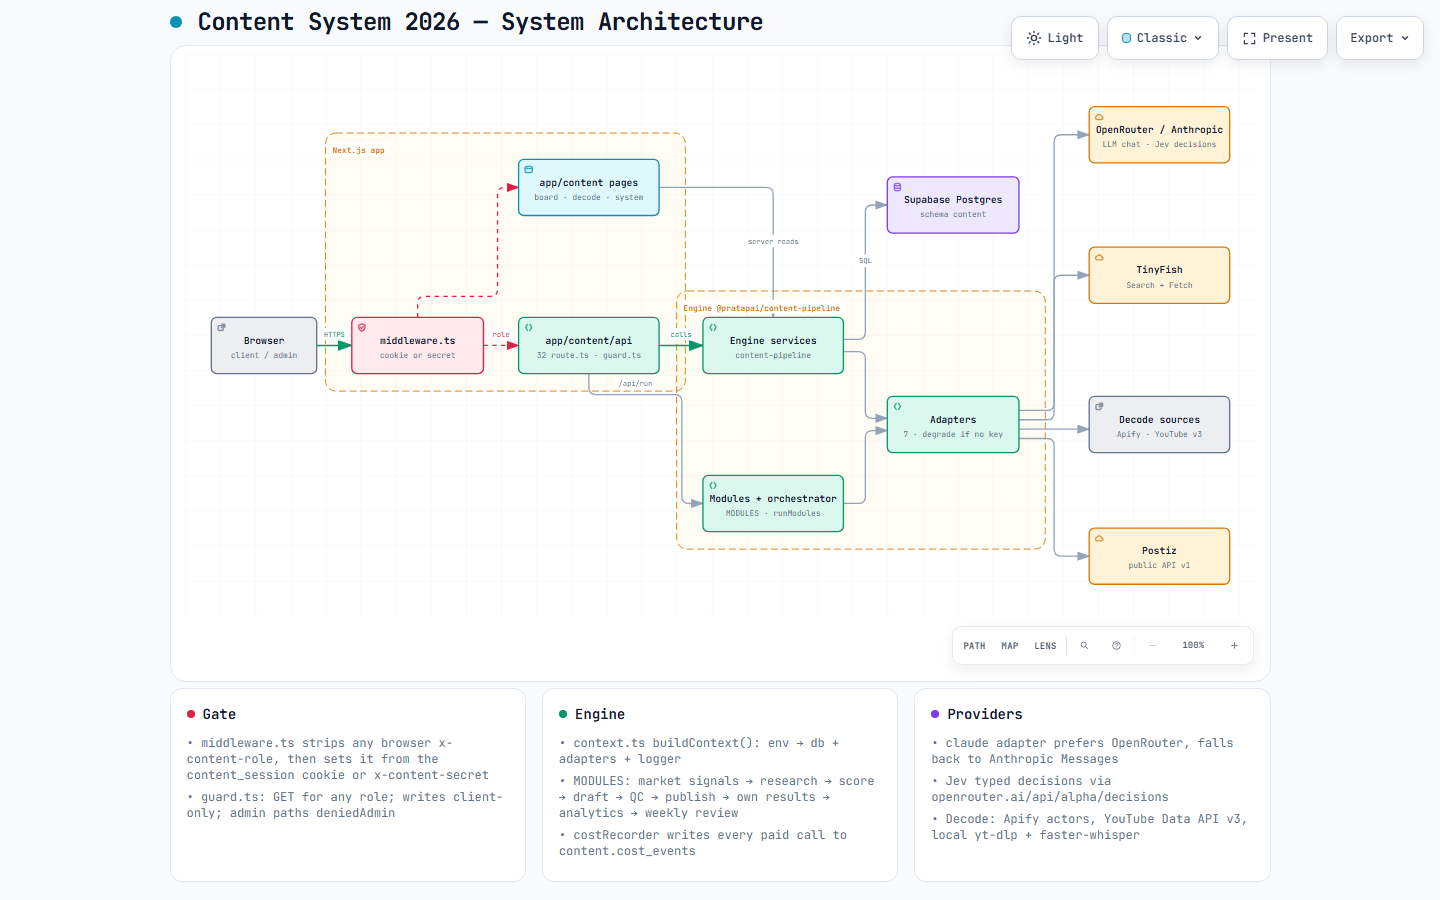 Content System 2026 — System Architecture
Light
Classic
Present
Export
OpenRouter / Anthropic
LLM chat · Jev decisions
Next.js app
app/content pages
board · decode · system
Supabase Postgres
schema content
server reads
SQL
TinyFish
Search + Fetch
Engine @pratapai/content-pipeline
Browser
client / admin
HTTPS
middleware.ts
cookie or secret
role
app/content/api
32 route.ts · guard.ts
calls
Engine services
content-pipeline
/api/run
Adapters
7 · degrade if no key
Decode sources
Apify · YouTube v3
Modules + orchestrator
MODULES · runModules
Postiz
public API v1
PATH MAP LENS − 100% +
Gate
• middleware.ts strips any browser x-
content-role, then sets it from the
content_session cookie or x-content-secret
• guard.ts: GET for any role; writes client-
only; admin paths deniedAdmin
Engine
• context.ts buildContext(): env → db +
adapters + logger
• MODULES: market signals → research → score
→ draft → QC → publish → own results →
analytics → weekly review
• costRecorder writes every paid call to
content.cost_events
Providers
• claude adapter prefers OpenRouter, falls
back to Anthropic Messages
• Jev typed decisions via
openrouter.ai/api/alpha/decisions
• Decode: Apify actors, YouTube Data API v3,
local yt-dlp + faster-whisper